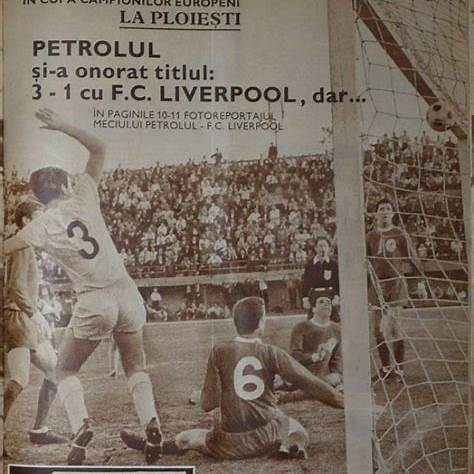 ÎN CUPA CAMPIONILOR EUROPENI
LA PLOIEȘTI
PETROLUL
și-a onorat titlul:
3 - 1 cu F.C. LIVERPOOL, dar...
ÎN PAGINILE 10-11 FOTOREPORTAJUL
MECIULUI PETROLUL - F.C. LIVERPOOL
3
6